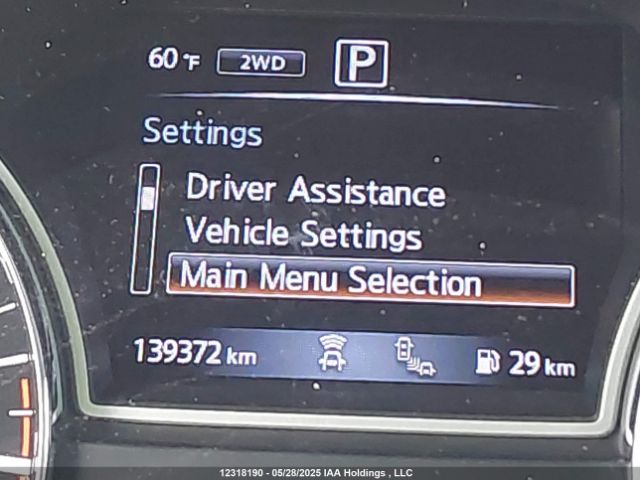 60 °F 2WD P
Settings
Driver Assistance
Vehicle Settings
Main Menu Selection
139372 km 29 km
12318190 - 05/28/2025 IAA Holdings , LLC